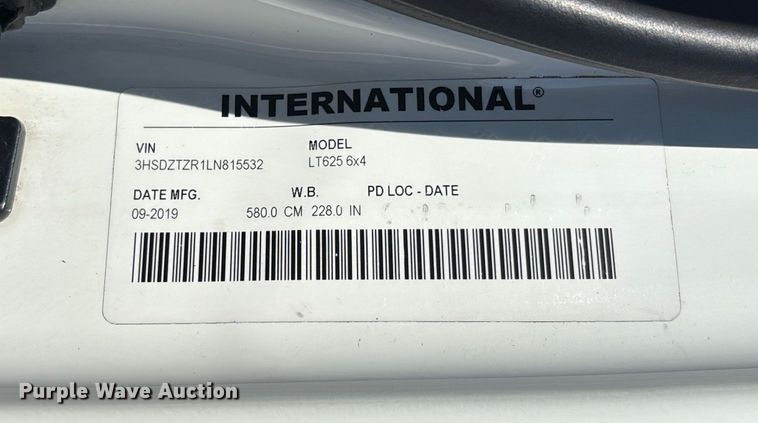 INTERNATIONAL®
VIN MODEL
3HSDZTZR1LN815532 LT625 6x4
DATE MFG. W.B. PD LOC - DATE
09-2019 580.0 CM 228.0 IN
Purple Wave Auction